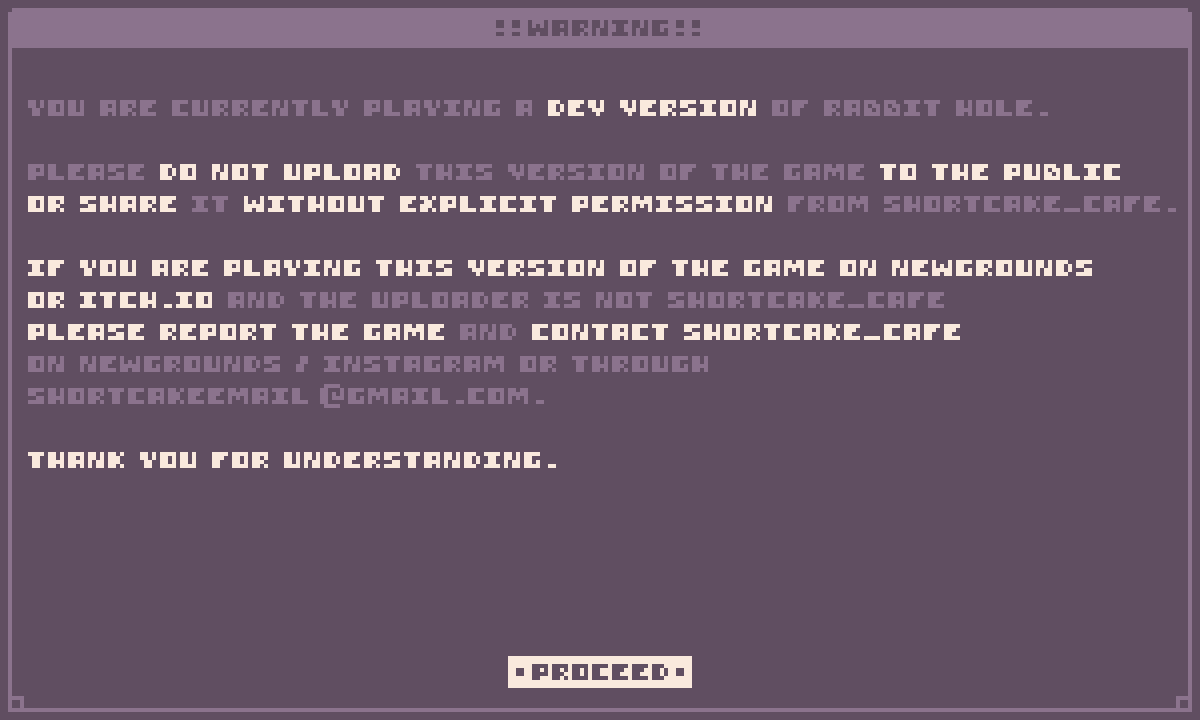 !!WARNING!!
YOU ARE CURRENTLY PLAYING A DEV VERSION OF RABBIT HOLE.
PLEASE DO NOT UPLOAD THIS VERSION OF THE GAME TO THE PUBLIC
OR SHARE IT WITHOUT EXPLICIT PERMISSION FROM SHORTCAKE_CAFE.
IF YOU ARE PLAYING THIS VERSION OF THE GAME ON NEWGROUNDS
OR ITCH.IO AND THE UPLOADER IS NOT SHORTCAKE_CAFE
PLEASE REPORT THE GAME AND CONTACT SHORTCAKE_CAFE
ON NEWGROUNDS / INSTAGRAM OR THROUGH
SHORTCAKEEMAIL @GMAIL.COM.
THANK YOU FOR UNDERSTANDING.
•PROCEED•